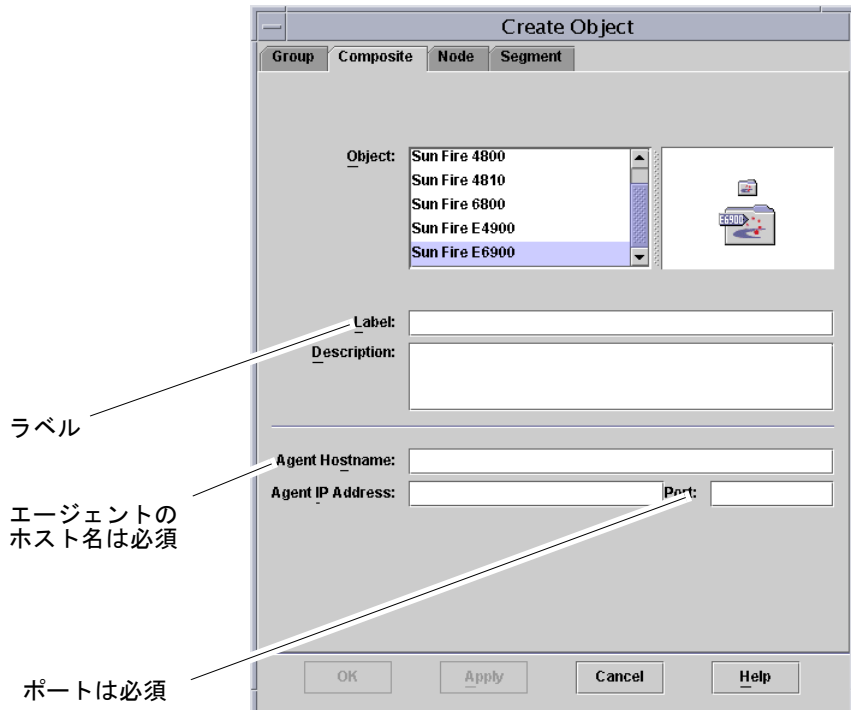 Create Object
Group Composite Node Segment
Object:
Sun Fire 4800
Sun Fire 4810
Sun Fire 6800
Sun Fire E4900
Sun Fire E6900
E6900
Label:
Description:
ラベル
Agent Hostname:
Agent IP Address:
Port:
エージェントの
ホスト名は必須
ポートは必須
OK Apply Cancel Help